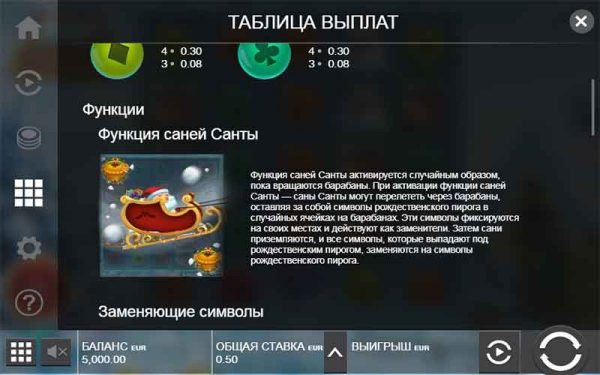 ТАБЛИЦА ВЫПЛАТ
4 0.30
3 0.08
4 0.30
3 0.08
Функции
Функция саней Санты
Функция саней Санты активируется случайным образом,
пока вращаются барабаны. При активации функции саней
Санты — саны Санты могут перелететь через барабаны,
оставляя за собой символы рождественского пирога в
случайных ячейках на барабанах. Эти символы фиксируются
на своих местах и действуют как заменители. Затем сани
приземляются, и все символы, которые выпадают под
рождественским пирогом, заменяются на символы
рождественского пирога.
Заменяющие символы
БАЛАНС EUR
5,000.00
ОБЩАЯ СТАВКА EUR
0.50
ВЫИГРЫШ EUR